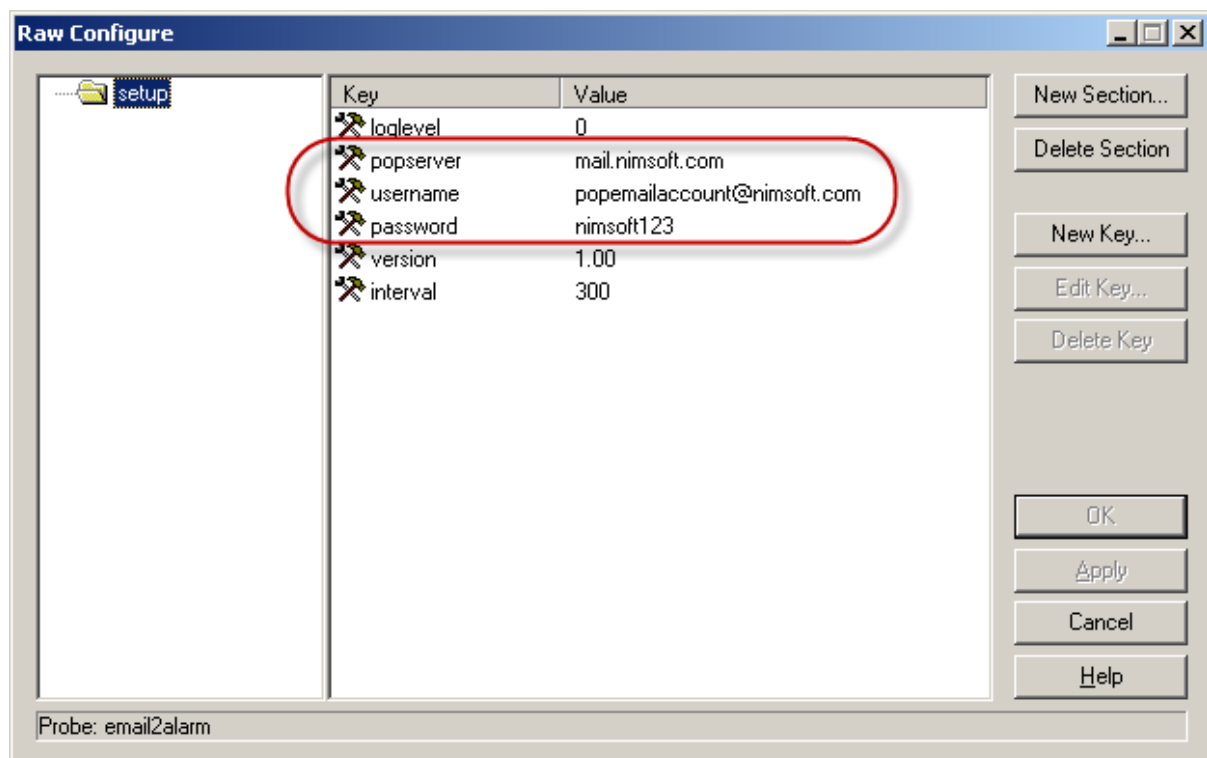 Raw Configure
setup
Key Value
loglevel 0
popserver mail.nimsoft.com
username popemailaccount@nimsoft.com
password nimsoft123
version 1.00
interval 300
New Section...
Delete Section
New Key...
Edit Key...
Delete Key
OK
Apply
Cancel
Help
Probe: email2alarm